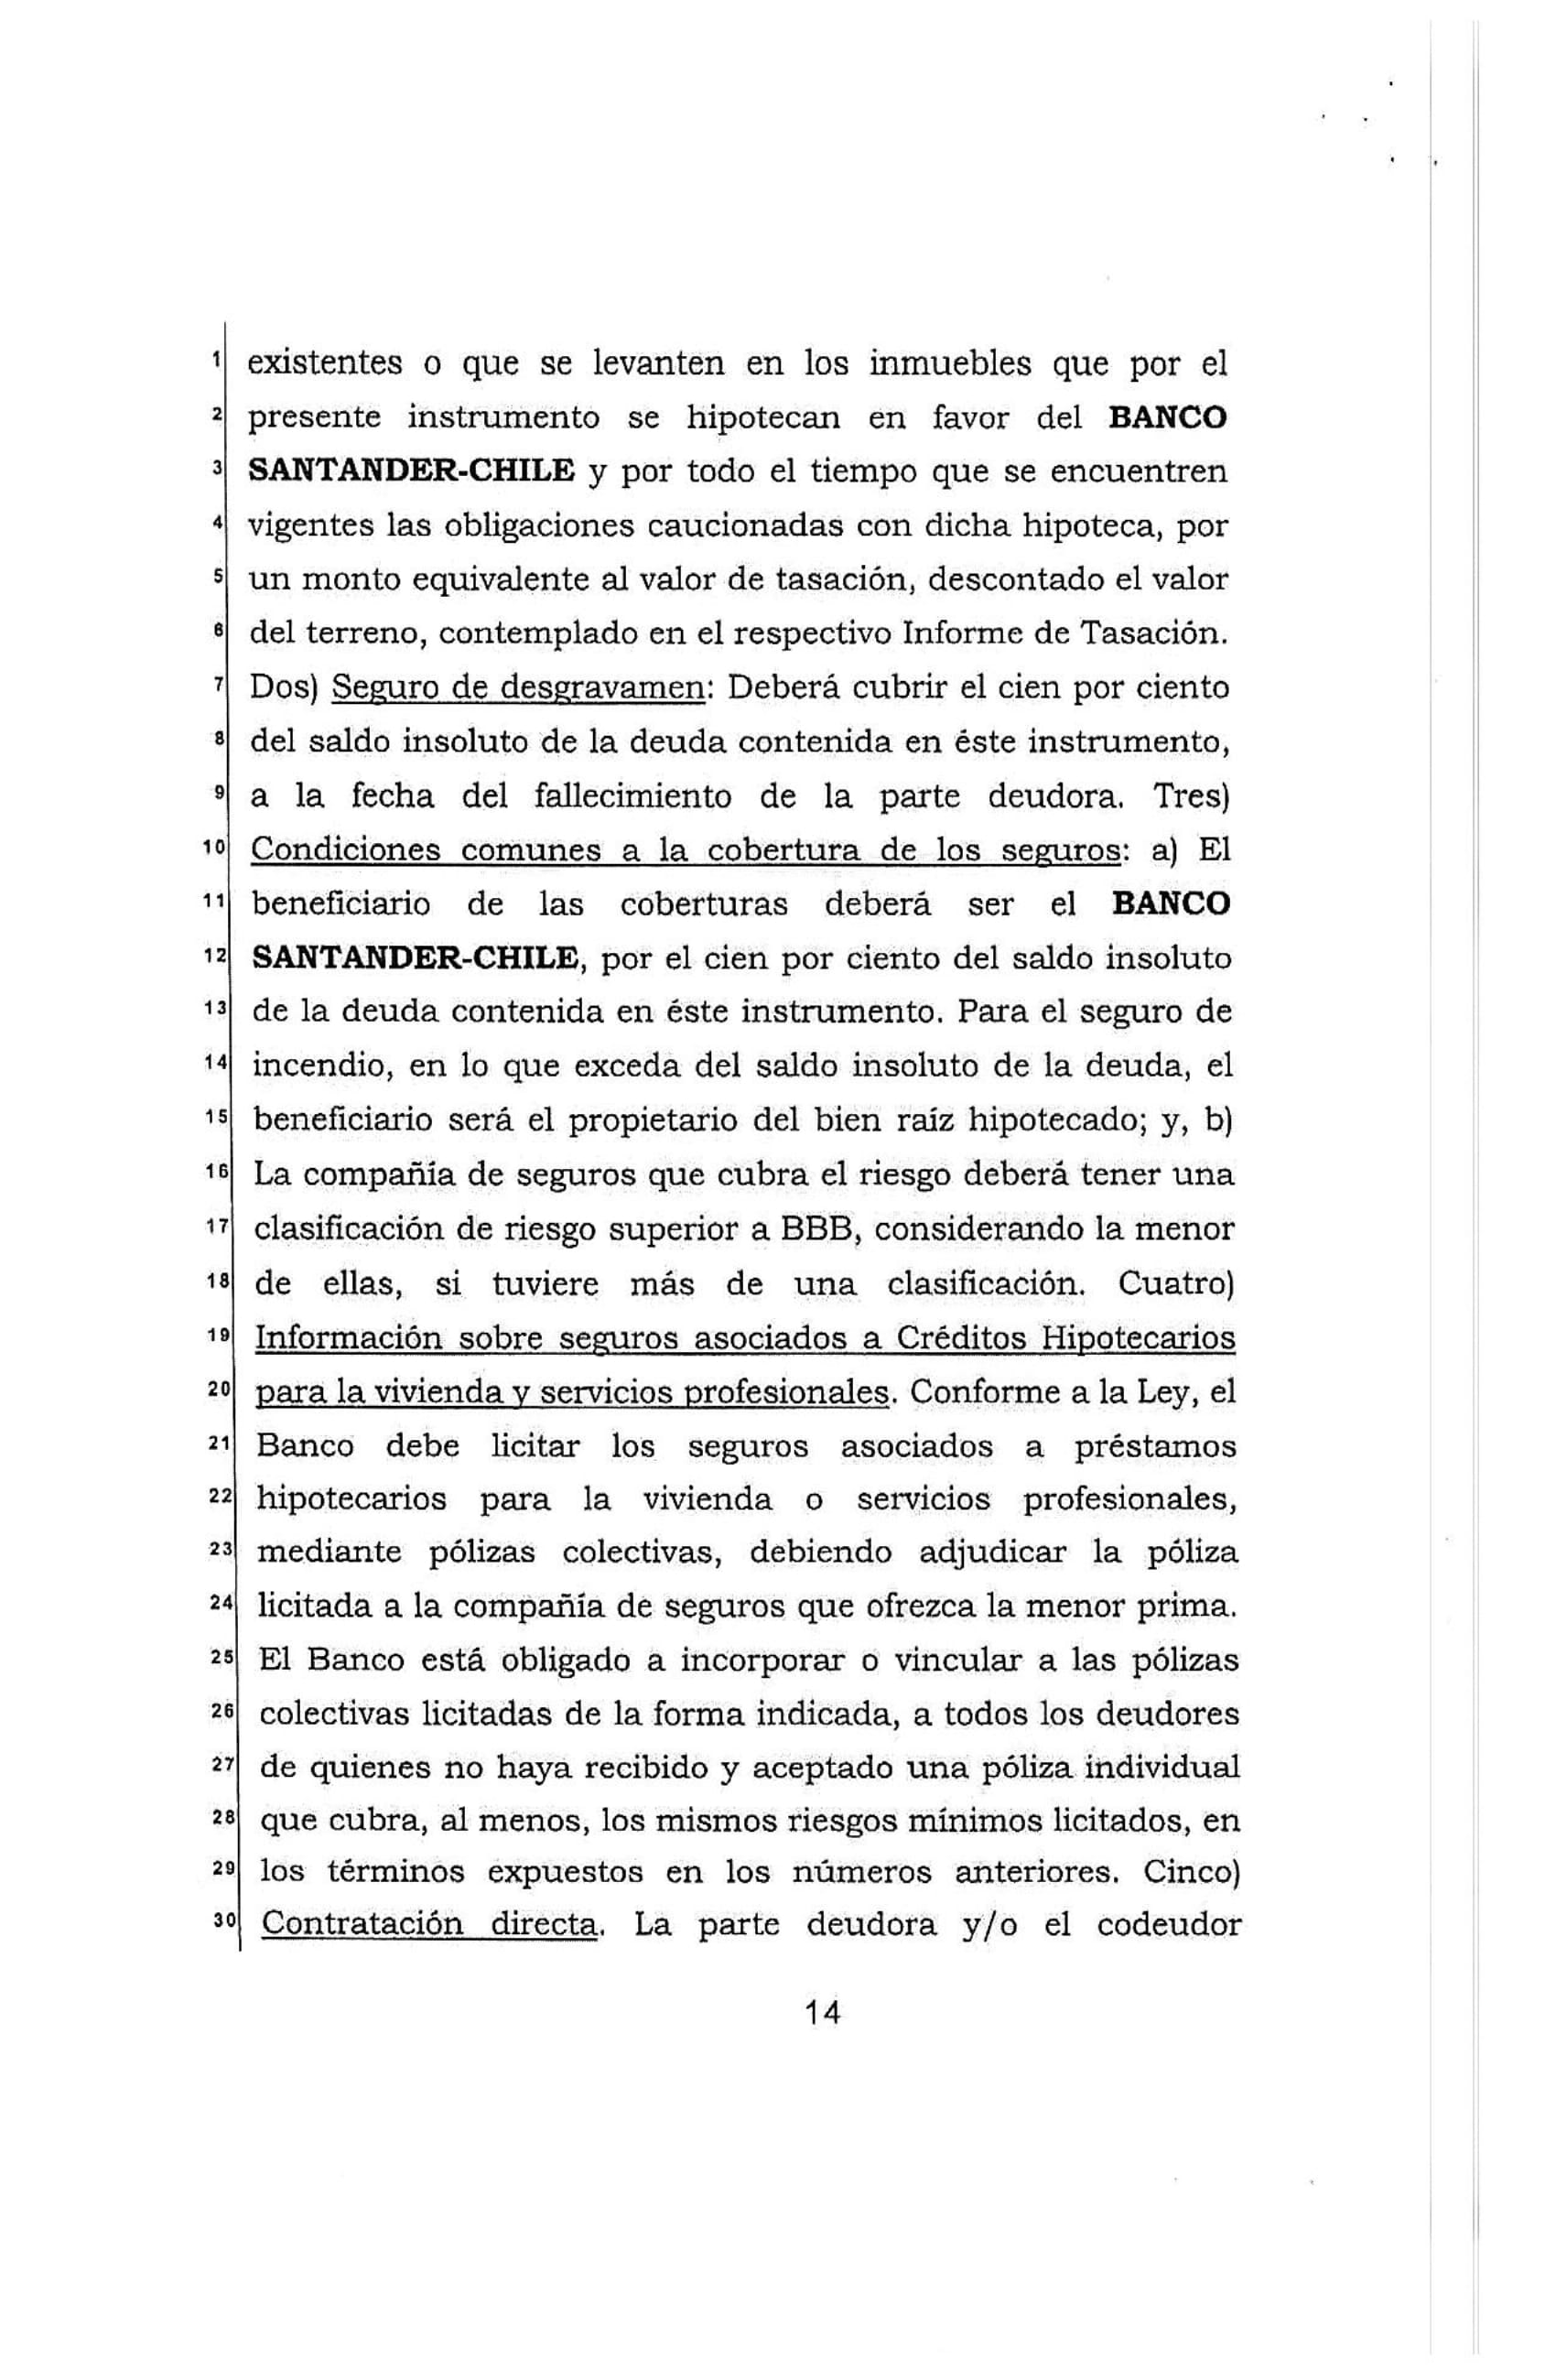 1 existentes o que se levanten en los inmuebles que por el
2 presente instrumento se hipotecan en favor del BANCO
3 SANTANDER-CHILE y por todo el tiempo que se encuentren
4 vigentes las obligaciones caucionadas con dicha hipoteca, por
5 un monto equivalente al valor de tasación, descontado el valor
6 del terreno, contemplado en el respectivo Informe de Tasación.
7 Dos) Seguro de desgravamen: Deberá cubrir el cien por ciento
8 del saldo insoluto de la deuda contenida en éste instrumento,
9 a la fecha del fallecimiento de la parte deudora. Tres)
10 Condiciones comunes a la cobertura de los seguros: a) El
11 beneficiario de las coberturas deberá ser el BANCO
12 SANTANDER-CHILE, por el cien por ciento del saldo insoluto
13 de la deuda contenida en éste instrumento. Para el seguro de
14 incendio, en lo que exceda del saldo insoluto de la deuda, el
15 beneficiario será el propietario del bien raíz hipotecado; y, b)
16 La compañía de seguros que cubra el riesgo deberá tener una
17 clasificación de riesgo superior a BBB, considerando la menor
18 de ellas, si tuviere más de una clasificación. Cuatro)
19 Información sobre seguros asociados a Créditos Hipotecarios
20 para la vivienda y servicios profesionales. Conforme a la Ley, el
21 Banco debe licitar los seguros asociados a préstamos
22 hipotecarios para la vivienda o servicios profesionales,
23 mediante pólizas colectivas, debiendo adjudicar la póliza
24 licitada a la compañía de seguros que ofrezca la menor prima.
25 El Banco está obligado a incorporar o vincular a las pólizas
26 colectivas licitadas de la forma indicada, a todos los deudores
27 de quienes no haya recibido y aceptado una póliza individual
28 que cubra, al menos, los mismos riesgos mínimos licitados, en
29 los términos expuestos en los números anteriores. Cinco)
30 Contratación directa. La parte deudora y/o el codeudor
14